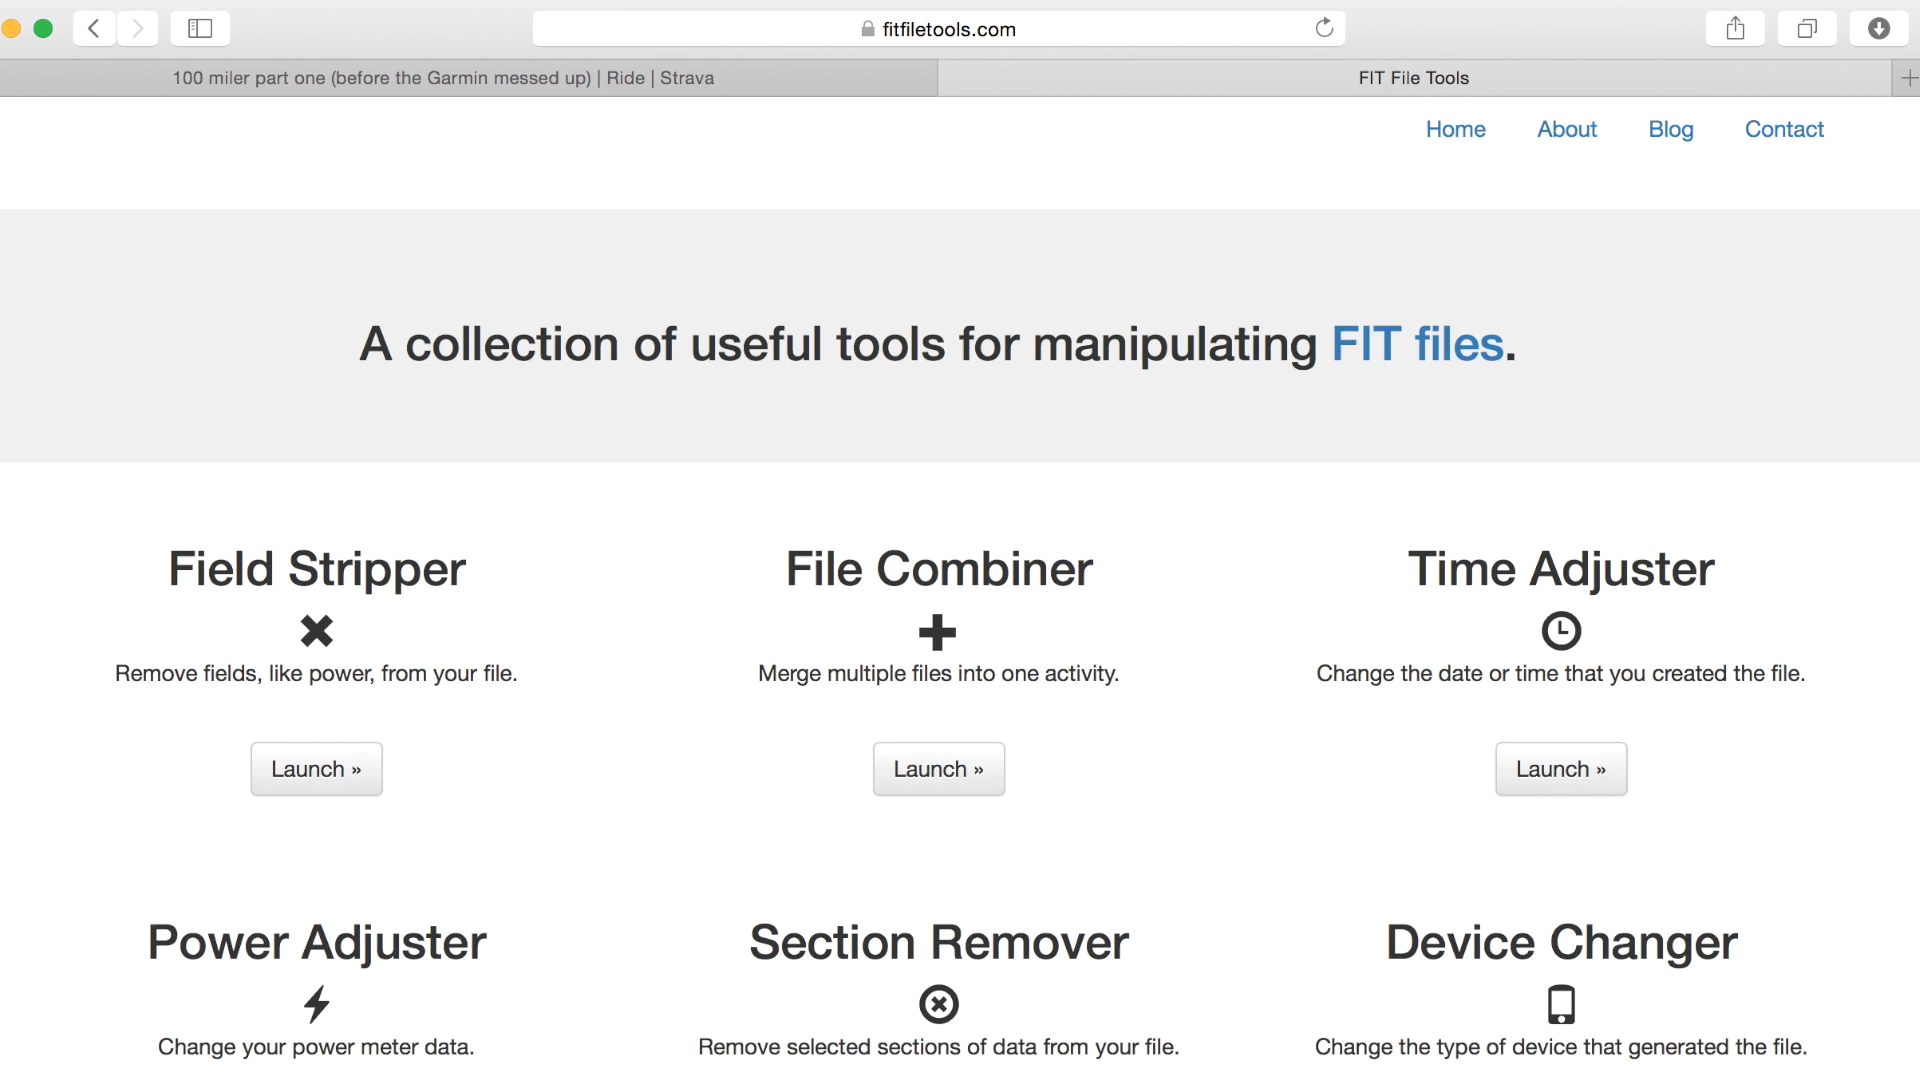 fitfiletools.com
100 miler part one (before the Garmin messed up) | Ride | Strava
FIT File Tools
Home About Blog Contact
A collection of useful tools for manipulating FIT files.
Field Stripper
Remove fields, like power, from your file.
Launch »
File Combiner
Merge multiple files into one activity.
Launch »
Time Adjuster
Change the date or time that you created the file.
Launch »
Power Adjuster
Change your power meter data.
Section Remover
Remove selected sections of data from your file.
Device Changer
Change the type of device that generated the file.